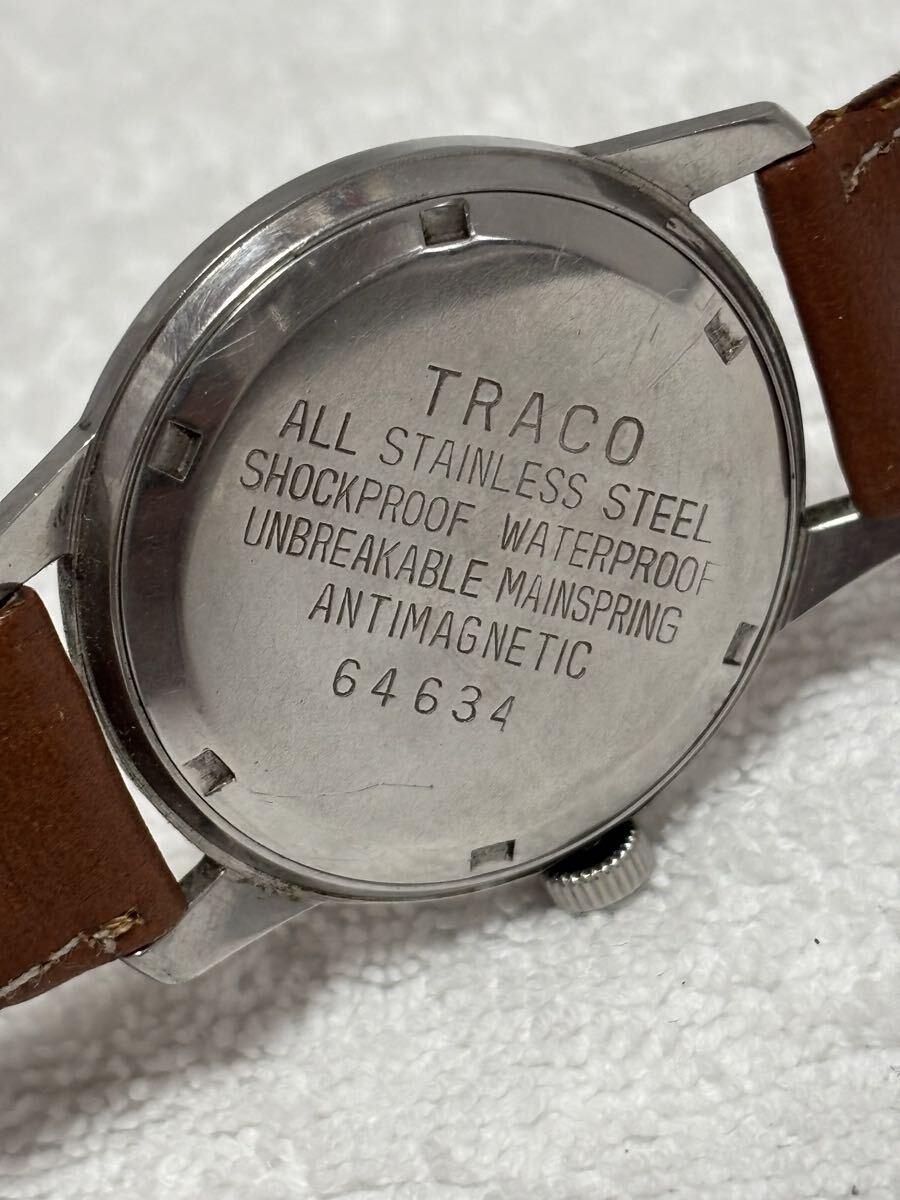 TRACO
ALL STAINLESS STEEL
SHOCKPROOF WATERPROOF
UNBREAKABLE MAINSPRING
ANTIMAGNETIC
64634